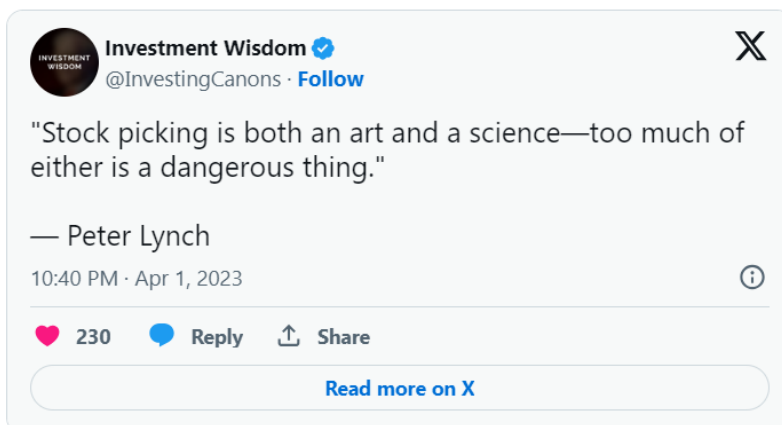 INVESTMENT
WISDOM
Investment Wisdom
@InvestingCanons · Follow
X
"Stock picking is both an art and a science—too much of
either is a dangerous thing."
— Peter Lynch
10:40 PM · Apr 1, 2023
230 Reply Share
Read more on X